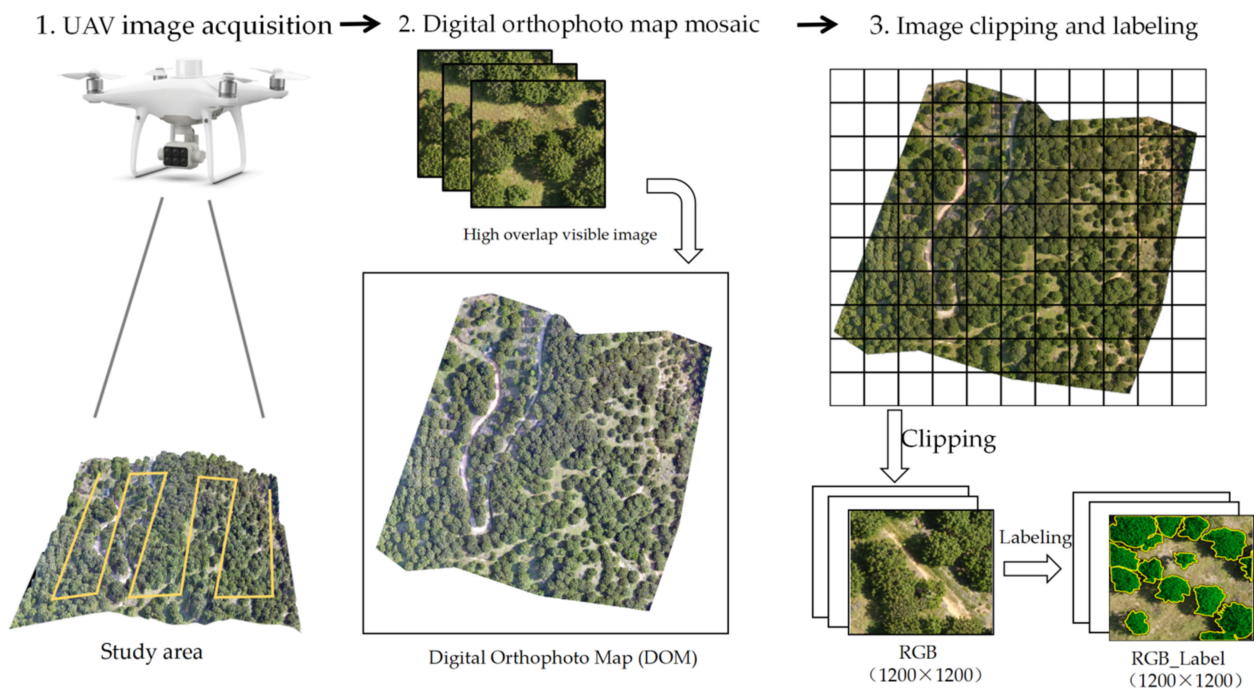 1. UAV image acquisition
2. Digital orthophoto map mosaic
3. Image clipping and labeling
High overlap visible image
Clipping
Labeling
Study area
Digital Orthophoto Map (DOM)
RGB
(1200×1200)
RGB_Label
(1200×1200)